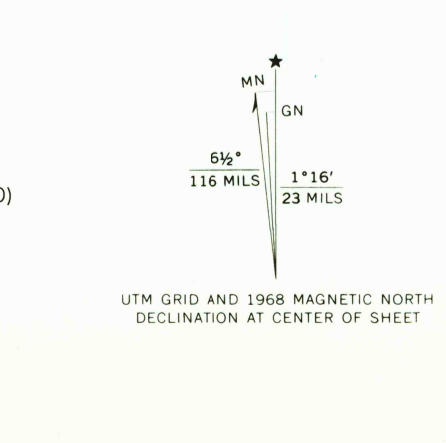 ★
MN
GN
6½°
116 MILS
1°16′
23 MILS
0)
UTM GRID AND 1968 MAGNETIC NORTH
DECLINATION AT CENTER OF SHEET